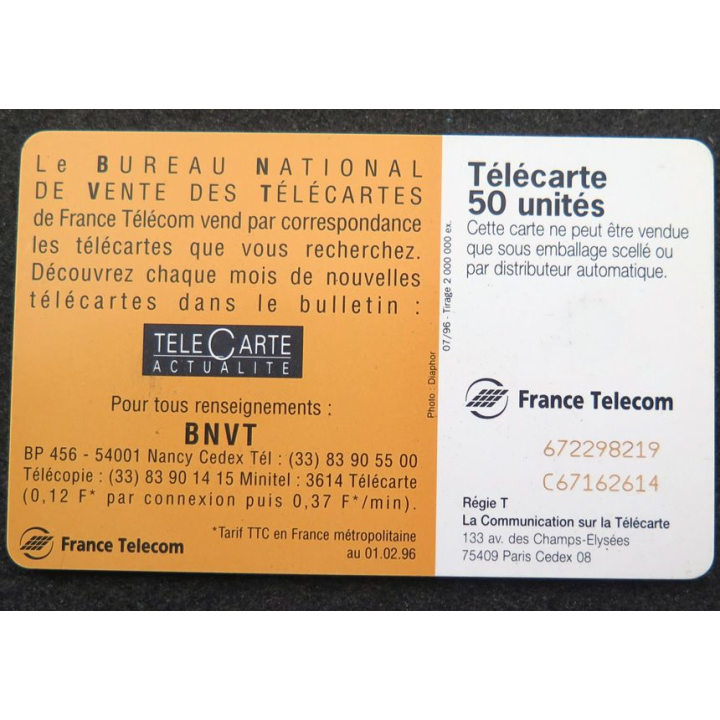 Le BUREAU NATIONAL
DE VENTE DES TÉLÉCARTES
de France Télécom vend par correspondance
les télécartes que vous recherchez.
Découvrez chaque mois de nouvelles
télécartes dans le bulletin :
TELECARTE
ACTUALITE
Pour tous renseignements :
BNVT
BP 456 - 54001 Nancy Cedex Tél : (33) 83 90 55 00
Télécopie : (33) 83 90 14 15 Minitel : 3614 Télécarte
(0,12 F* par connexion puis 0,37 F*/min).
*Tarif TTC en France métropolitaine
au 01.02.96
France Telecom
Photo : Diaphor
07/96 - Tirage 2 000 000 ex.
Télécarte
50 unités
Cette carte ne peut être vendue
que sous emballage scellé ou
par distributeur automatique.
France Telecom
672298219
C67162614
Régie T
La Communication sur la Télécarte
133 av. des Champs-Elysées
75409 Paris Cedex 08